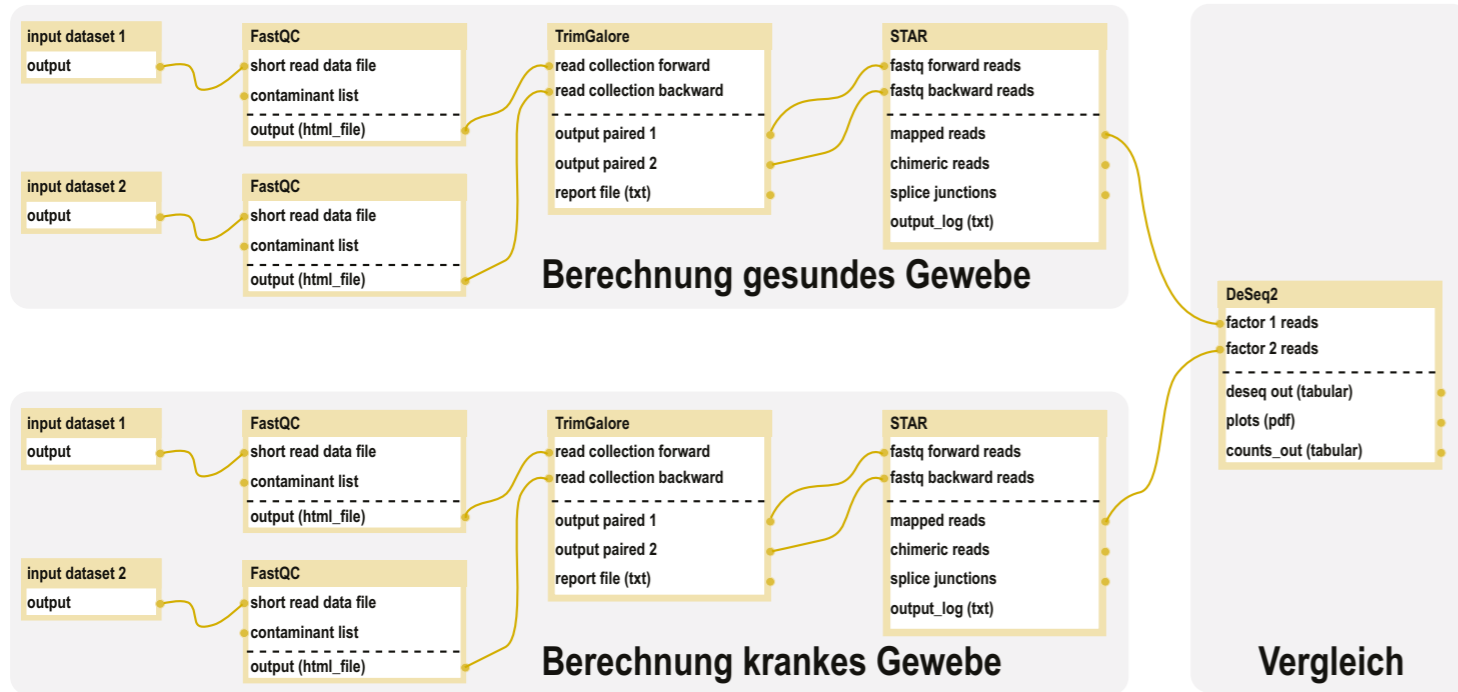 input dataset 1
output
FastQC
short read data file
contaminant list
output (html_file)
input dataset 2
output
FastQC
short read data file
contaminant list
output (html_file)
TrimGalore
read collection forward
read collection backward
output paired 1
output paired 2
report file (txt)
STAR
fastq forward reads
fastq backward reads
mapped reads
chimeric reads
splice junctions
output_log (txt)
Berechnung gesundes Gewebe
input dataset 1
output
FastQC
short read data file
contaminant list
output (html_file)
input dataset 2
output
FastQC
short read data file
contaminant list
output (html_file)
TrimGalore
read collection forward
read collection backward
output paired 1
output paired 2
report file (txt)
STAR
fastq forward reads
fastq backward reads
mapped reads
chimeric reads
splice junctions
output_log (txt)
Berechnung krankes Gewebe
DeSeq2
factor 1 reads
factor 2 reads
deseq out (tabular)
plots (pdf)
counts_out (tabular)
Vergleich